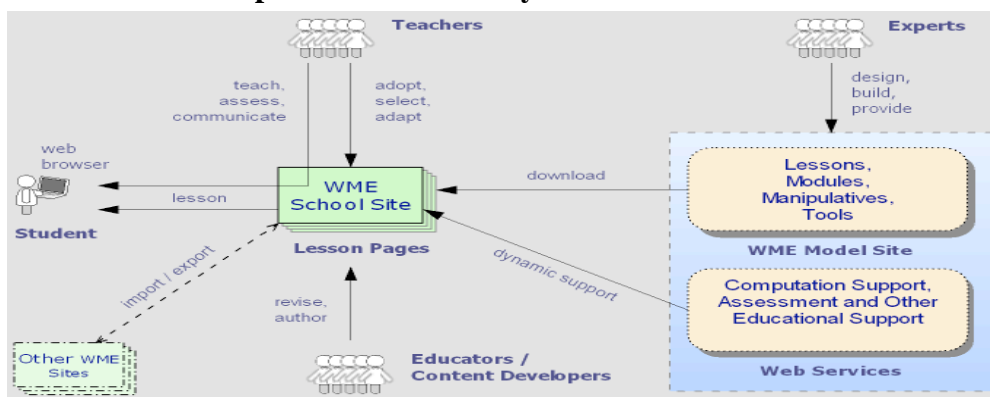 Teachers
Experts
teach,
assess,
communicate
adopt,
select,
adapt
design,
build,
provide
web
browser
Student
lesson
WME
School Site
Lesson Pages
download
Lessons,
Modules,
Manipulatives,
Tools
WME Model Site
dynamic support
Computation Support,
Assessment and Other
Educational Support
Web Services
import / export
revise,
author
Other WME
Sites
Educators /
Content Developers